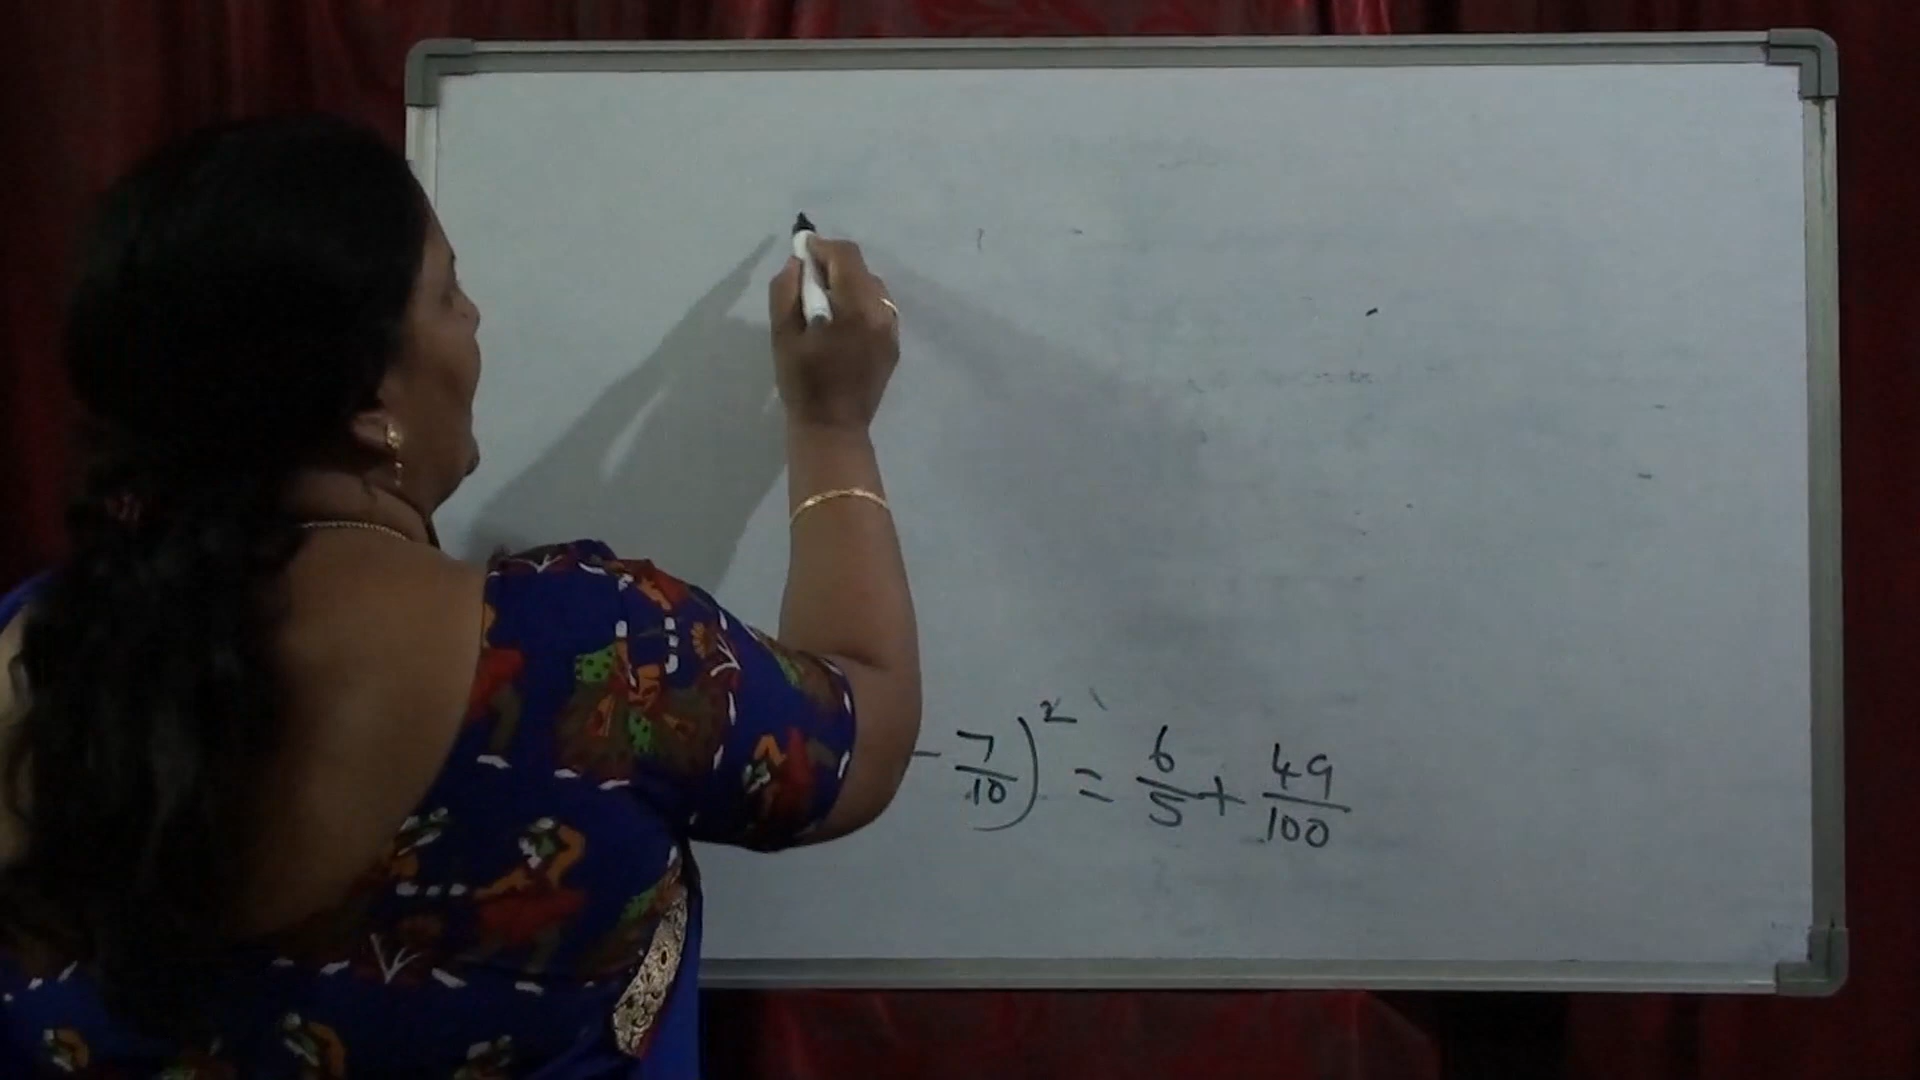 - 7/10)² = 6/5 + 49/100